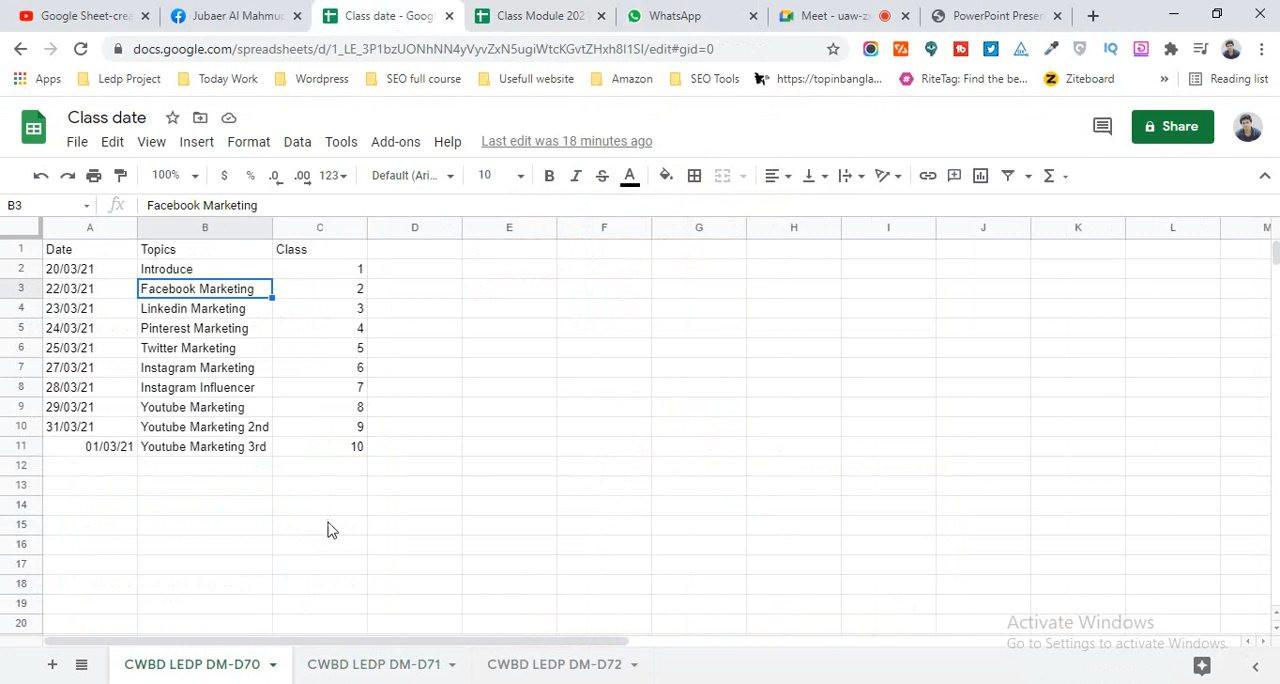 Google Sheet-crea
Jubaer Al Mahmud
Class date - Goog
Class Module 202
WhatsApp
Meet - uaw-z
PowerPoint Presen
docs.google.com/spreadsheets/d/1_LE_3P1bzUONhNN4yVyvZxN5ugiWtcKGvtZHxh8I1SI/edit#gid=0
Apps
Ledp Project
Today Work
Wordpress
SEO full course
Usefull website
Amazon
SEO Tools
https://topinbangla...
RiteTag: Find the be...
Ziteboard
Reading list
Class date
Share
File Edit View Insert Format Data Tools Add-ons Help Last edit was 18 minutes ago
100% $ % .0 .00 123 Default (Ari... 10 B I S A
B3 fx Facebook Marketing
A B C D E F G H I J K L M
1 Date Topics Class
2 20/03/21 Introduce 1
3 22/03/21 Facebook Marketing 2
4 23/03/21 Linkedin Marketing 3
5 24/03/21 Pinterest Marketing 4
6 25/03/21 Twitter Marketing 5
7 27/03/21 Instagram Marketing 6
8 28/03/21 Instagram Influencer 7
9 29/03/21 Youtube Marketing 8
10 31/03/21 Youtube Marketing 2nd 9
11 01/03/21 Youtube Marketing 3rd 10
12
13
14
15
16
17
18
19
20
Activate Windows
Go to Settings to activate Windows.
CWBD LEDP DM-D70
CWBD LEDP DM-D71
CWBD LEDP DM-D72